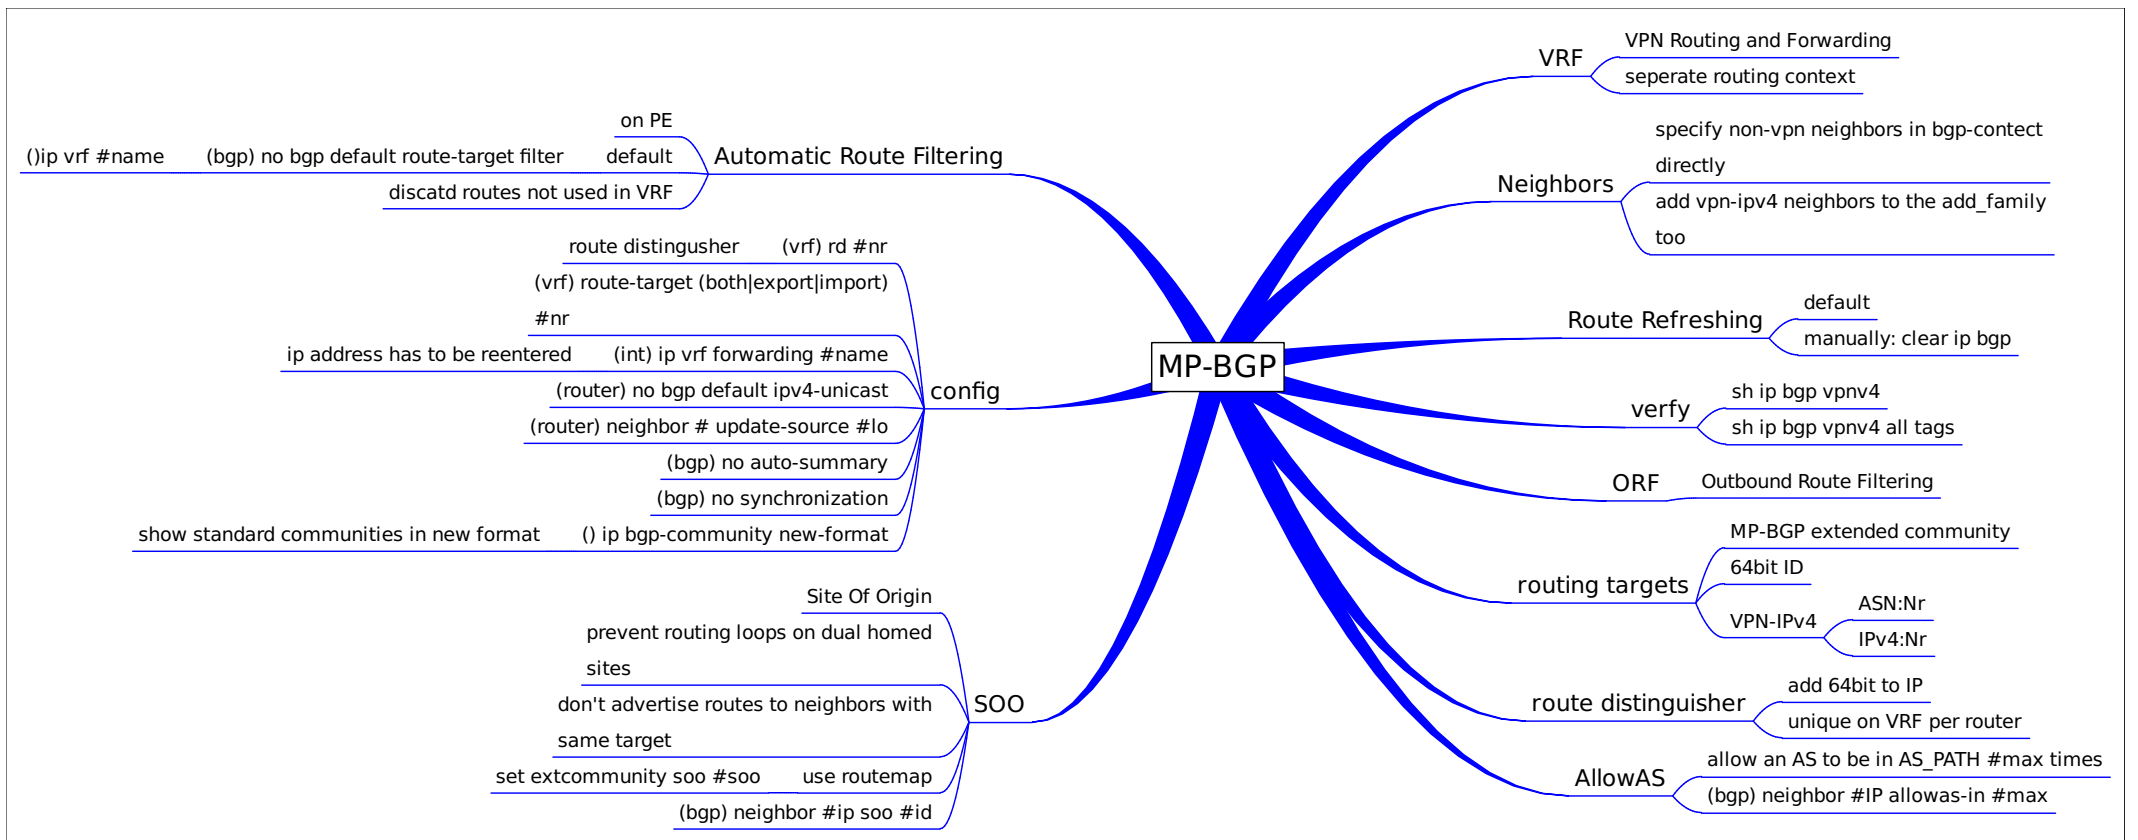 MP-BGP
VRF
VPN Routing and Forwarding
seperate routing context
Neighbors
specify non-vpn neighbors in bgp-contect
directly
add vpn-ipv4 neighbors to the add_family
too
Route Refreshing
default
manually: clear ip bgp
verfy
sh ip bgp vpnv4
sh ip bgp vpnv4 all tags
ORF
Outbound Route Filtering
routing targets
MP-BGP extended community
64bit ID
VPN-IPv4
ASN:Nr
IPv4:Nr
route distinguisher
add 64bit to IP
unique on VRF per router
AllowAS
allow an AS to be in AS_PATH #max times
(bgp) neighbor #IP allowas-in #max
Automatic Route Filtering
on PE
default
(bgp) no bgp default route-target filter
()ip vrf #name
discatd routes not used in VRF
config
(vrf) rd #nr
route distingusher
(vrf) route-target (both|export|import)
#nr
(int) ip vrf forwarding #name
ip address has to be reentered
(router) no bgp default ipv4-unicast
(router) neighbor # update-source #lo
(bgp) no auto-summary
(bgp) no synchronization
() ip bgp-community new-format
show standard communities in new format
SOO
Site Of Origin
prevent routing loops on dual homed
sites
don't advertise routes to neighbors with
same target
use routemap
set extcommunity soo #soo
(bgp) neighbor #ip soo #id